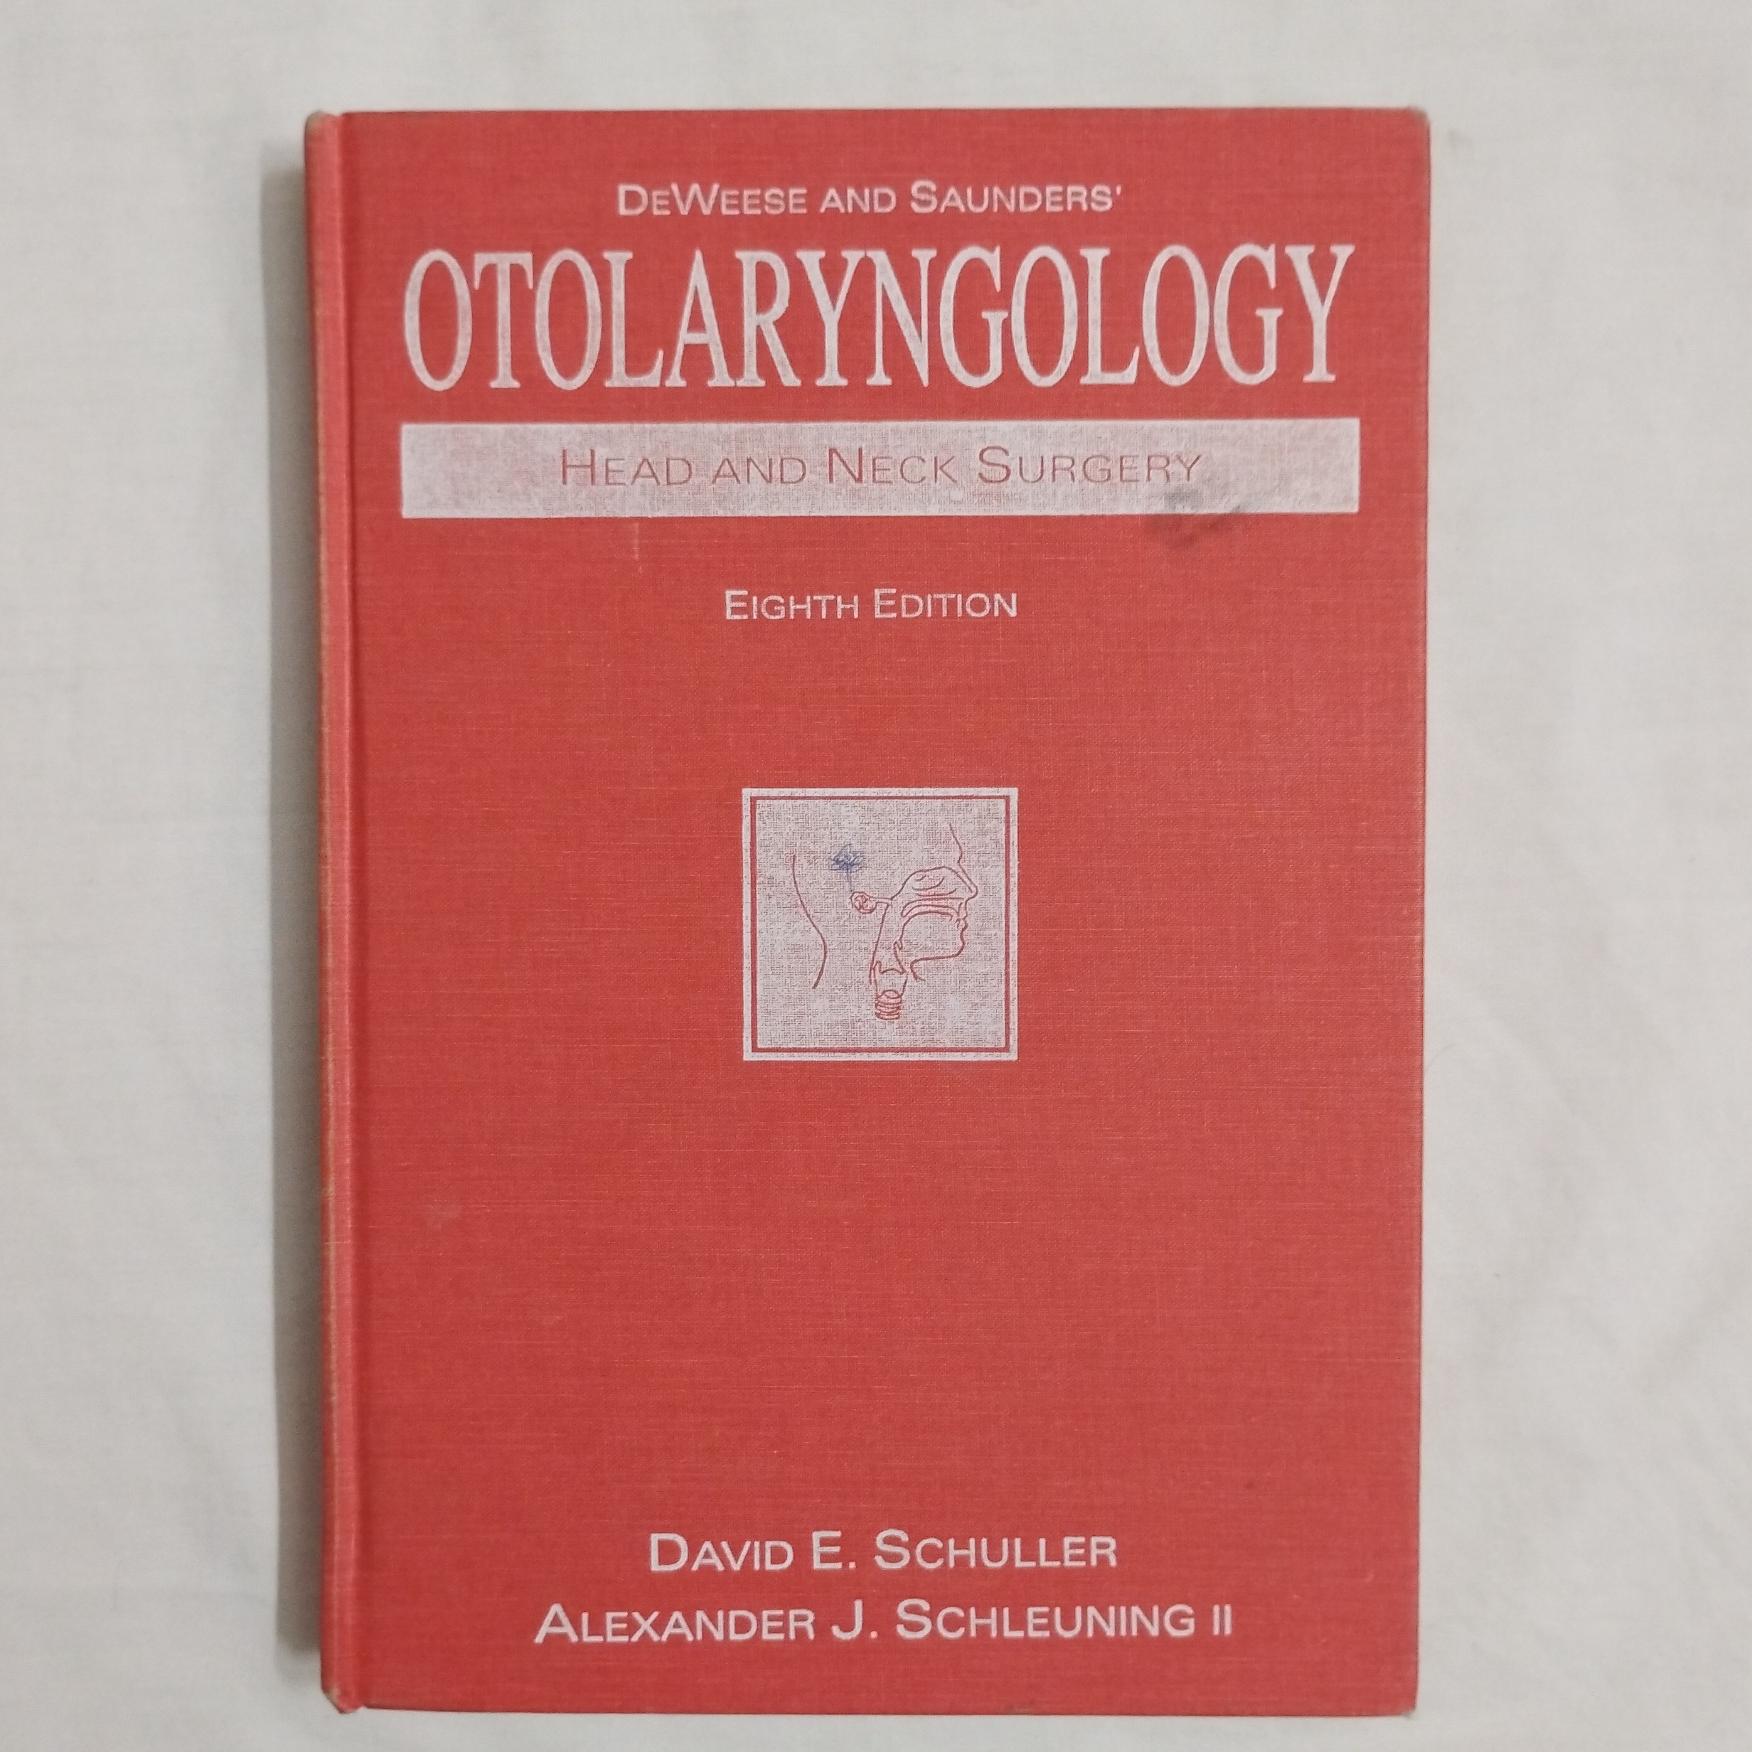 DEWEESE AND SAUNDERS'
OTOLARYNGOLOGY
HEAD AND NECK SURGERY
EIGHTH EDITION
DAVID E. SCHULLER
ALEXANDER J. SCHLEUNING II